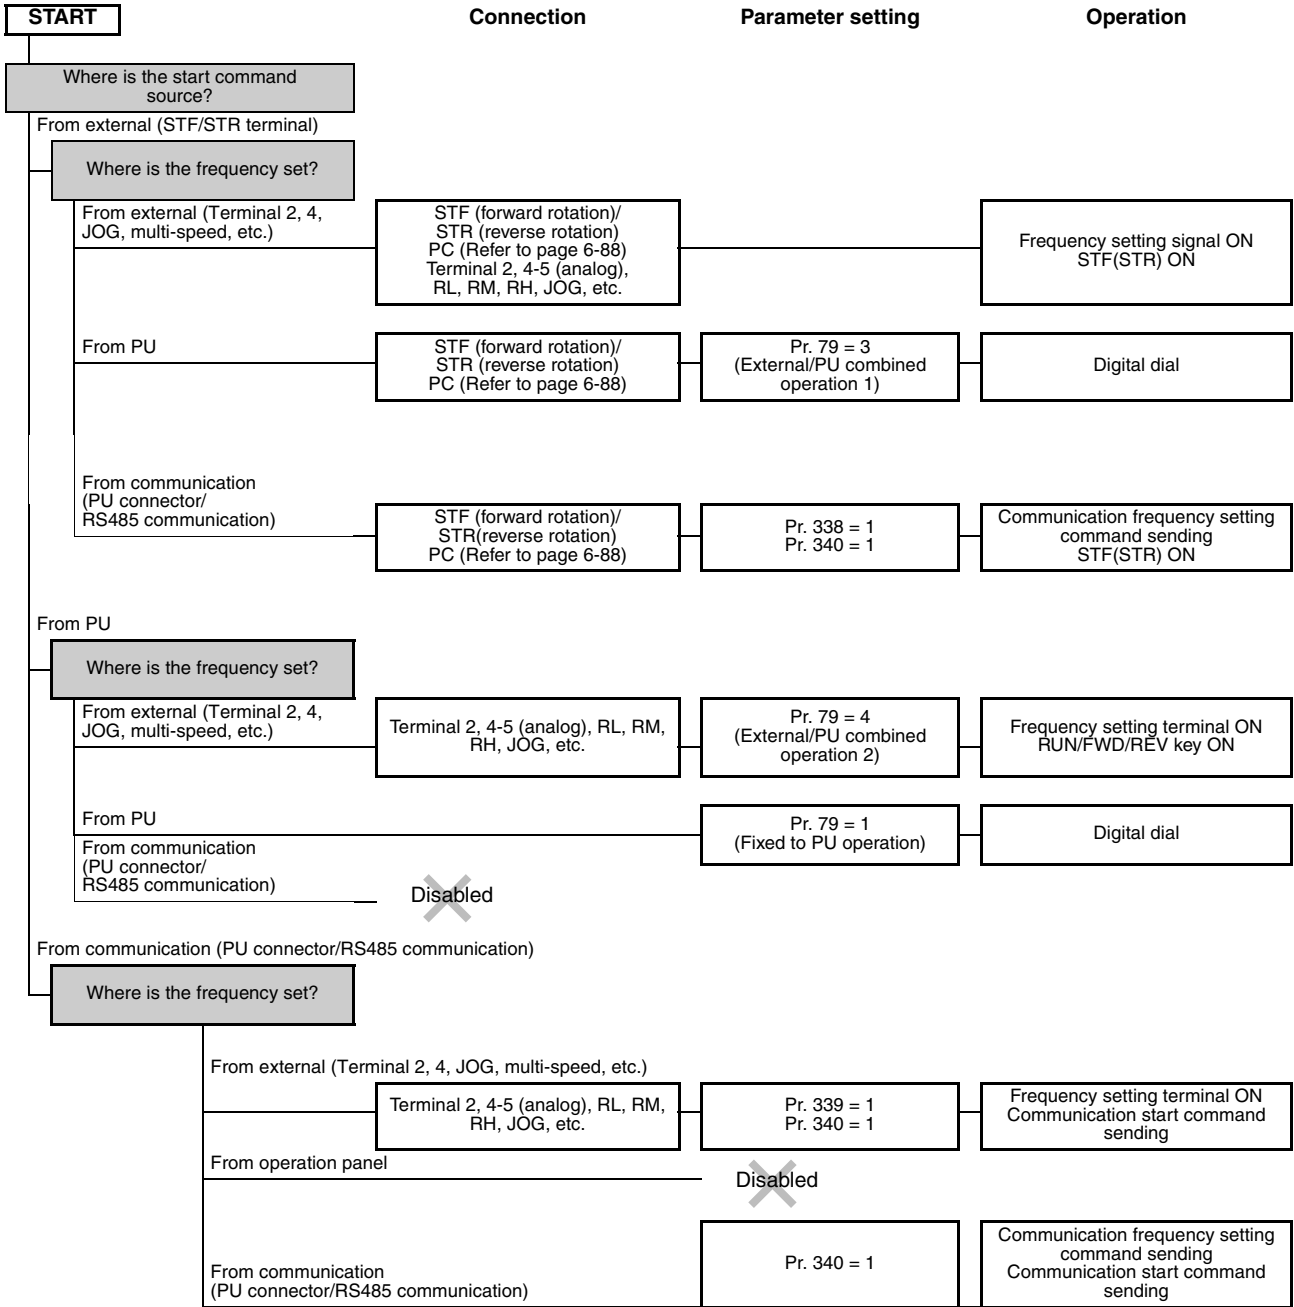 START
Connection
Parameter setting
Operation
Where is the start command
source?
From external (STF/STR terminal)
Where is the frequency set?
From external (Terminal 2, 4,
JOG, multi-speed, etc.)
STF (forward rotation)/
STR (reverse rotation)
PC (Refer to page 6-88)
Terminal 2, 4-5 (analog),
RL, RM, RH, JOG, etc.
Frequency setting signal ON
STF(STR) ON
From PU
STF (forward rotation)/
STR (reverse rotation)
PC (Refer to page 6-88)
Pr. 79 = 3
(External/PU combined
operation 1)
Digital dial
From communication
(PU connector/
RS485 communication)
STF (forward rotation)/
STR(reverse rotation)
PC (Refer to page 6-88)
Pr. 338 = 1
Pr. 340 = 1
Communication frequency setting
command sending
STF(STR) ON
From PU
Where is the frequency set?
From external (Terminal 2, 4,
JOG, multi-speed, etc.)
Terminal 2, 4-5 (analog), RL, RM,
RH, JOG, etc.
Pr. 79 = 4
(External/PU combined
operation 2)
Frequency setting terminal ON
RUN/FWD/REV key ON
From PU
Pr. 79 = 1
(Fixed to PU operation)
Digital dial
From communication
(PU connector/
RS485 communication)
Disabled
From communication (PU connector/RS485 communication)
Where is the frequency set?
From external (Terminal 2, 4, JOG, multi-speed, etc.)
Terminal 2, 4-5 (analog), RL, RM,
RH, JOG, etc.
Pr. 339 = 1
Pr. 340 = 1
Frequency setting terminal ON
Communication start command
sending
From operation panel
Disabled
From communication
(PU connector/RS485 communication)
Pr. 340 = 1
Communication frequency setting
command sending
Communication start command
sending